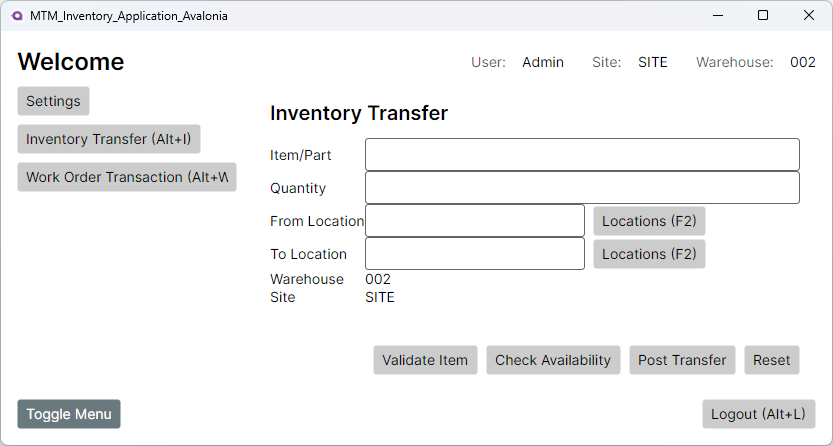 MTM_Inventory_Application_Avalonia
Welcome
User: Admin Site: SITE Warehouse: 002
Settings
Inventory Transfer (Alt+I)
Work Order Transaction (Alt+W
Inventory Transfer
Item/Part
Quantity
From Location Locations (F2)
To Location Locations (F2)
Warehouse 002
Site SITE
Validate Item Check Availability Post Transfer Reset
Toggle Menu Logout (Alt+L)